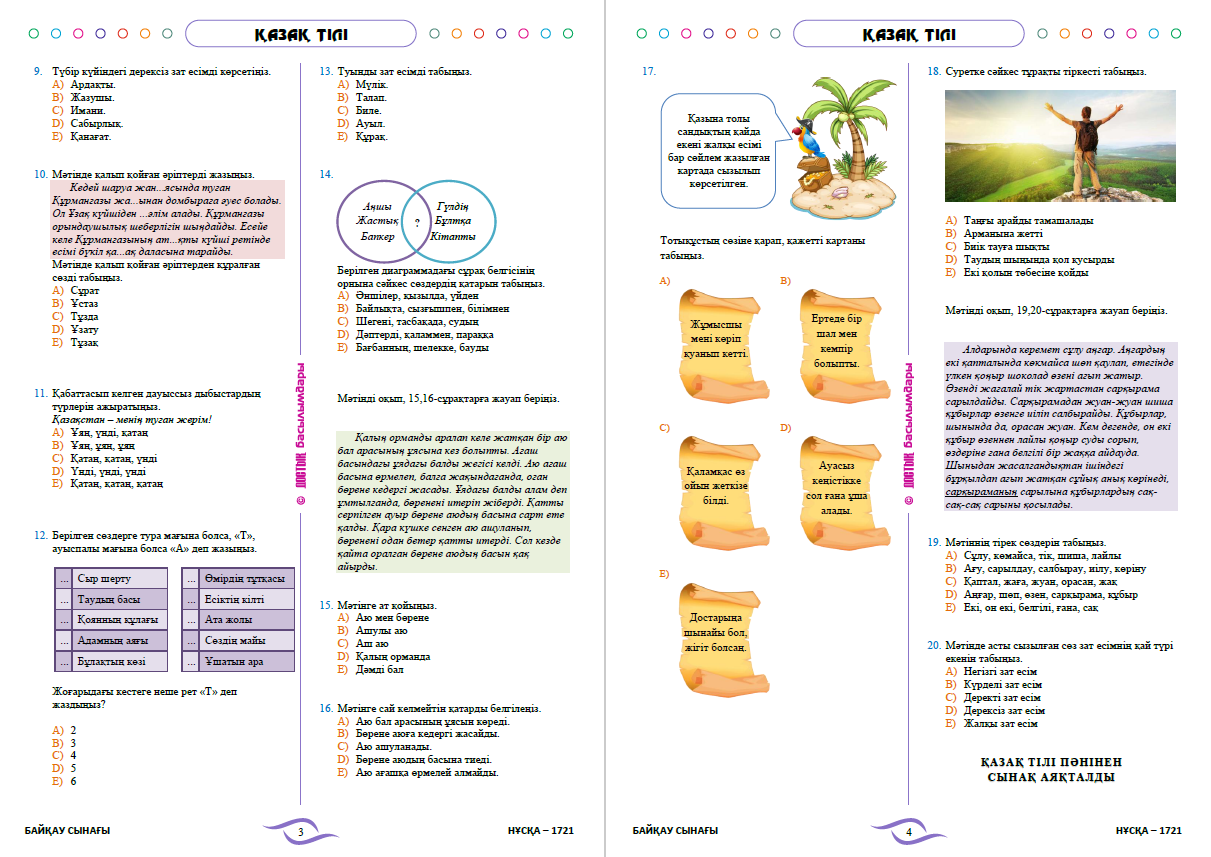 ҚАЗАҚ ТІЛІ
9. Түбір күйіндегі дерексіз зат есімді көрсетіңіз.
A) Ардақты.
B) Жазушы.
C) Имани.
D) Сабырлық.
E) Қанағат.
10. Мәтінде қалып қойған әріптерді жазыңыз.
Кедей шаруа жан...ясында туған
Құрманғазы жа...ынан домбыраға әуес болады.
Ол Ұзақ күйшіден ...әлім алады. Құрманғазы
орындаушылық шеберлігін шыңдайды. Есейе
келе Құрманғазының ат...қты күйші ретінде
есімі бүкіл қа...ақ даласына тарайды.
Мәтінде қалып қойған әріптерден құралған
сөзді табыңыз.
A) Сұрат
B) Ұстаз
C) Тұзда
D) Ұзату
E) Тұзақ
11. Қабаттасып келген дауыссыз дыбыстардың
түрлерін ажыратыңыз.
Қазақстан – менің туған жерім!
A) Ұяң, үнді, қатаң
B) Ұяң, ұяң, ұяң
C) Қатаң, қатаң, үнді
D) Үнді, үнді, үнді
E) Қатаң, қатаң, қатаң
12. Берілген сөздерге тура мағына болса, «Т»,
ауыспалы мағына болса «А» деп жазыңыз.
... Сыр шерту
... Таудың басы
... Қоянның құлағы
... Адамның аяғы
... Бұлақтың көзі
... Өмірдің тұтқасы
... Есіктің кілті
... Ата жолы
... Сөздің майы
... Ұшатын ара
Жоғарыдағы кестеге неше рет «Т» деп
жаздыңыз?
A) 2
B) 3
C) 4
D) 5
E) 6
© ДОСТЫҚ басылымдары
13. Туынды зат есімді табыңыз.
A) Мүлік.
B) Талап.
C) Биле.
D) Ауыл.
E) Құрақ.
14.
Аңшы
Жастық
Бапкер
?
Гүлдің
Бұлтқа
Кітапты
Берілген диаграммадағы сұрақ белгісінің
орнына сәйкес сөздердің қатарын табыңыз.
A) Әншілер, қызылда, үйден
B) Байлықта, сызғышпен, білімнен
C) Шегені, тасбақада, судың
D) Дәптерді, қаламмен, параққа
E) Бағбанның, шелекке, бауды
Мәтінді оқып, 15,16-сұрақтарға жауап беріңіз.
Қалың орманды аралап келе жатқан бір аю
бал арасының ұясына кез болыпты. Ағаш
басындағы ұядағы балды жегісі келді. Аю ағаш
басына өрмелеп, балға жақындағанда, оған
бөрене кедергі жасады. Ұядағы балды алам деп
ұмтылғанда, бөренені итеріп жіберді. Қатты
серпілген ауыр бөрене аюдың басына сарт ете
қалды. Қара күшке сенген аю ашуланып,
бөренені одан бетер қатты итерді. Сол кезде
қайта оралған бөрене аюдың басын қақ
айырды.
15. Мәтінге ат қойыңыз.
A) Аю мен бөрене
B) Ашулы аю
C) Аш аю
D) Қалың орманда
E) Дәмді бал
16. Мәтінге сай келмейтін қатарды белгілеңіз.
A) Аю бал арасының ұясын көреді.
B) Бөрене аюға кедергі жасайды.
C) Аю ашуланады.
D) Бөрене аюдың басына тиеді.
E) Аю ағашқа өрмелей алмайды.
БАЙҚАУ СЫНАҒЫ
3
НҰСҚА – 1721
ҚАЗАҚ ТІЛІ
17.
Қазына толы
сандықтың қайда
екені жалқы есімі
бар сөйлем жазылған
картада сызылып
көрсетілген.
Тотықұстың сөзіне қарап, қажетті картаны
табыңыз.
A)
Жұмысшы
мені көріп
қуанып кетті.
B)
Ертеде бір
шал мен
кемпір
болыпты.
C)
Қаламқас өз
ойын жеткізе
білді.
D)
Ауасыз
кеңістікке
сол ғана ұша
алады.
E)
Достарыңа
шынайы бол,
жігіт болсаң.
© ДОСТЫҚ басылымдары
18. Суретке сәйкес тұрақты тіркесті табыңыз.
A) Таңғы арайды тамашалады
B) Арманына жетті
C) Биік тауға шықты
D) Таудың шыңында қол қусырды
E) Екі қолын төбесіне қойды
Мәтінді оқып, 19,20-сұрақтарға жауап беріңіз.
Алдарында керемет сұлу аңғар. Аңғардың
екі қапталында көкмайса шөп қаулап, етегінде
үлкен қоңыр шоколад өзені ағып жатыр.
Өзенді жағалай тік жартастан сарқырама
сарылдайды. Сарқырамадан жуан-жуан шиша
құбырлар өзенге иіліп салбырайды. Құбырлар,
шынында да, орасан жуан. Кем дегенде, он екі
құбыр өзеннен лайлы қоңыр суды сорып,
өздеріне ғана белгілі бір жаққа айдауда.
Шыныдан жасалғандықтан ішіндегі
бұрқылдап ағып жатқан сұйық анық көрінеді,
сарқыраманың сарылына құбырлардың сақ-
сақ-сақ сарыны қосылады.
19. Мәтіннің тірек сөздерін табыңыз.
A) Сұлу, көмайса, тік, шиша, лайлы
B) Ағу, сарылдау, салбырау, иілу, көріну
C) Қаптал, жаға, жуан, орасан, жақ
D) Аңғар, шөп, өзен, сарқырама, құбыр
E) Екі, он екі, белгілі, ғана, сақ
20. Мәтінде асты сызылған сөз зат есімнің қай түрі
екенін табыңыз.
A) Негізгі зат есім
B) Күрделі зат есім
C) Деректі зат есім
D) Дерексіз зат есім
E) Жалқы зат есім
ҚАЗАҚ ТІЛІ ПӘНІНЕН
СЫНАҚ АЯҚТАЛДЫ
БАЙҚАУ СЫНАҒЫ
4
НҰСҚА – 1721